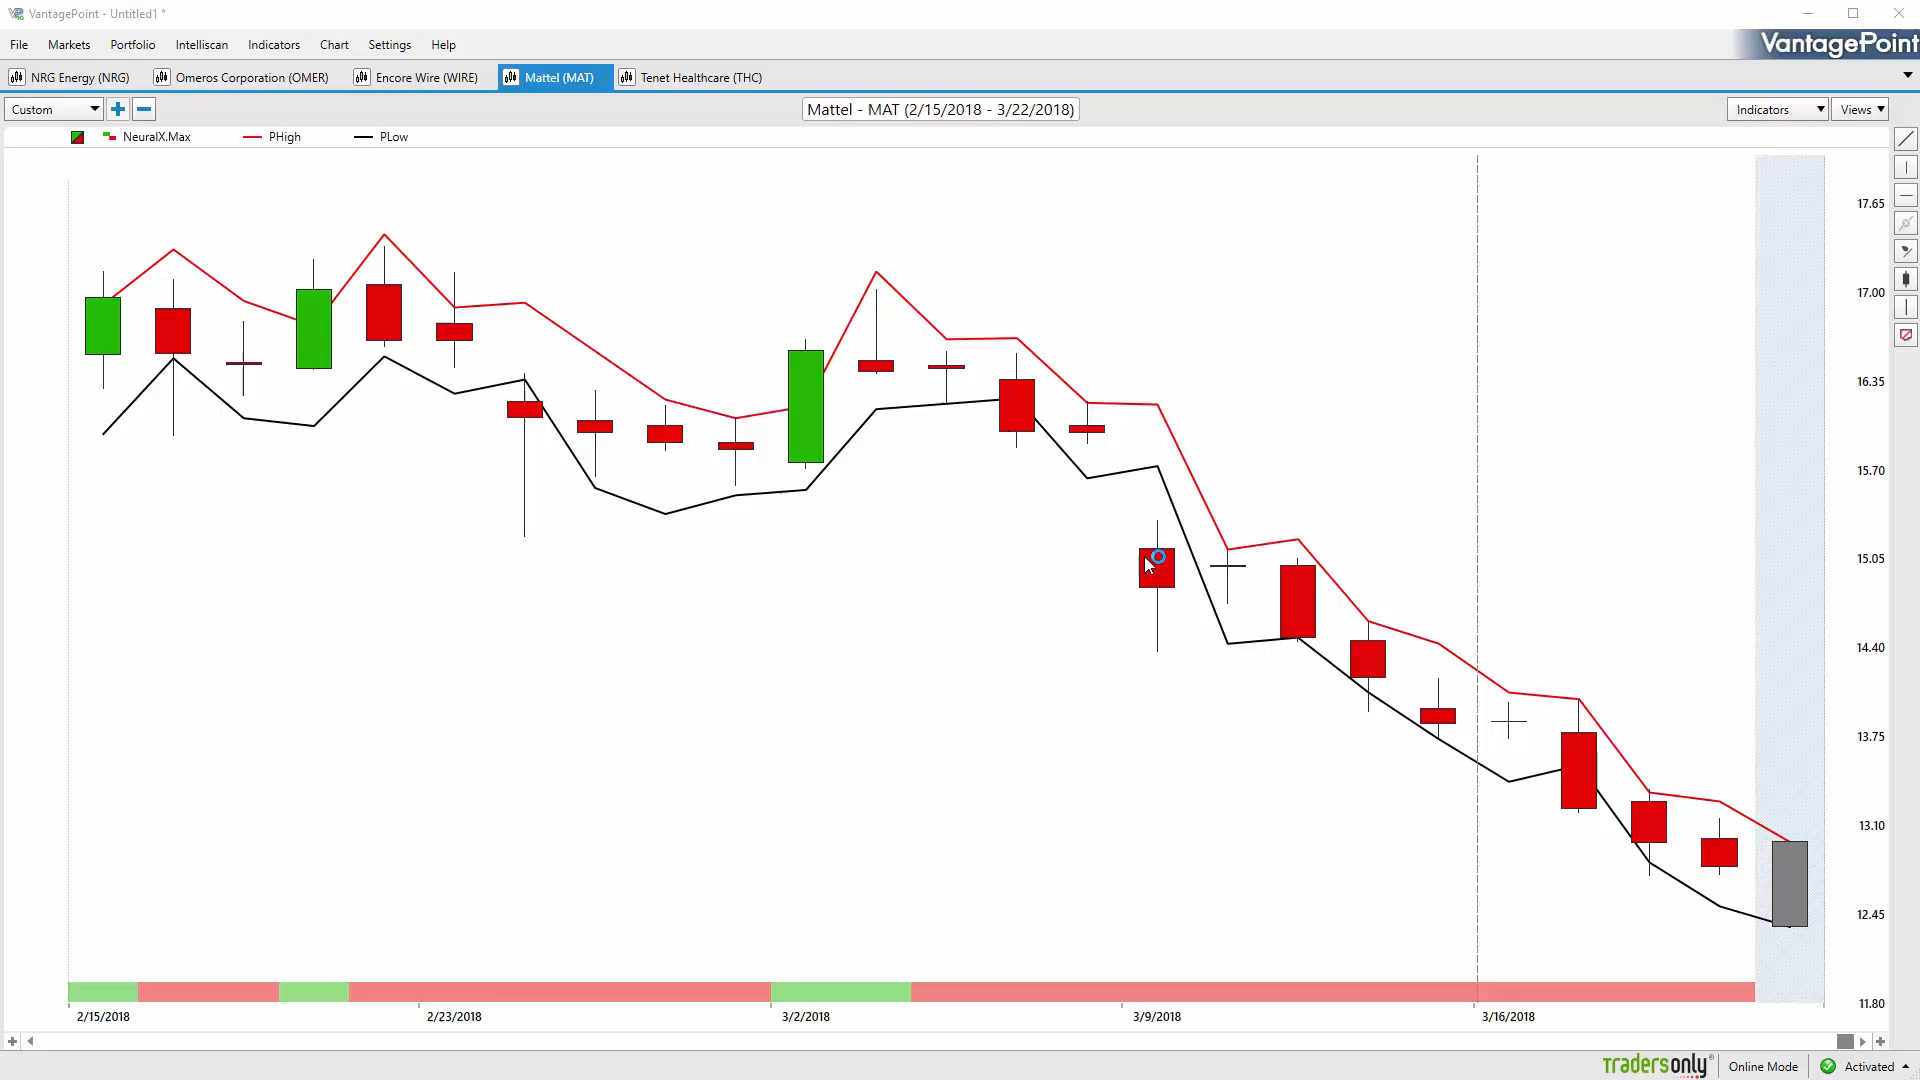 VantagePoint - Untitled1 *
File Markets Portfolio Intelliscan Indicators Chart Settings Help
VantagePoint
NRG Energy (NRG) Omeros Corporation (OMER) Encore Wire (WIRE) Mattel (MAT) Tenet Healthcare (THC)
Custom Mattel - MAT (2/15/2018 - 3/22/2018) Indicators Views
NeuralX.Max PHigh PLow
17.65
17.00
16.35
15.70
15.05
14.40
13.75
13.10
12.45
11.80
2/15/2018 2/23/2018 3/2/2018 3/9/2018 3/16/2018
tradersonly® Online Mode Activated